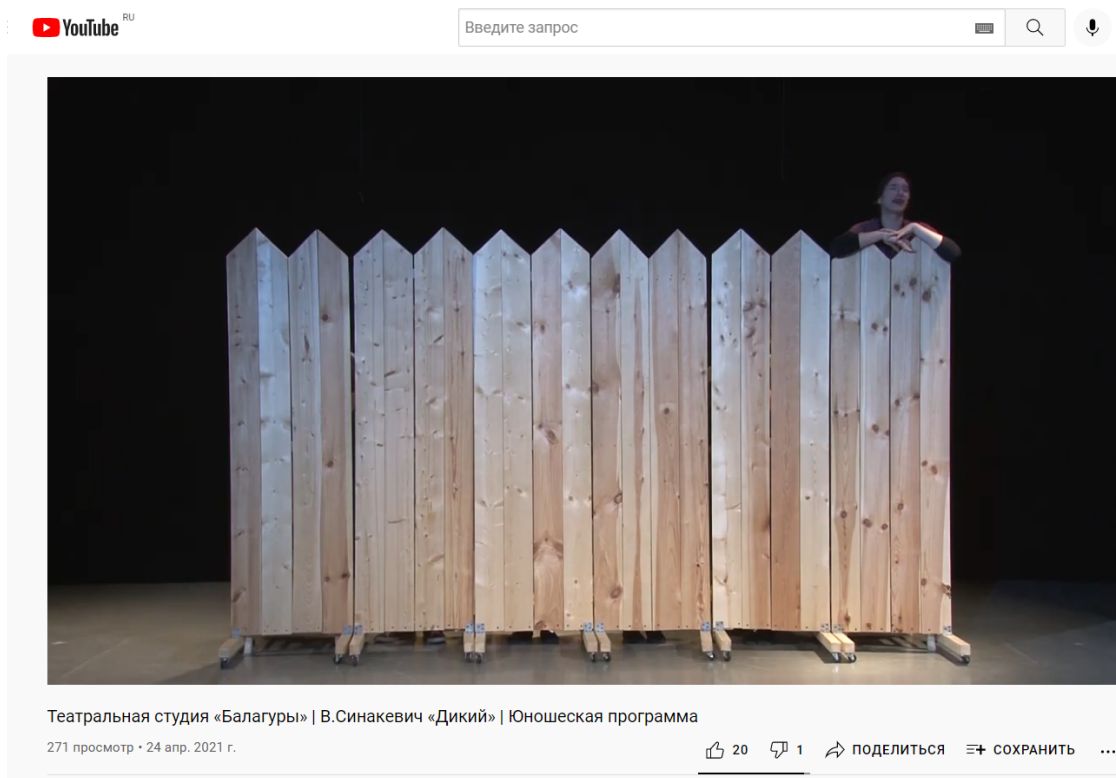 YouTube RU
Введите запрос
Театральная студия «Балагуры» | В.Синакевич «Дикий» | Юношеская программа
271 просмотр • 24 апр. 2021 г.
20 1 ПОДЕЛИТЬСЯ СОХРАНИТЬ